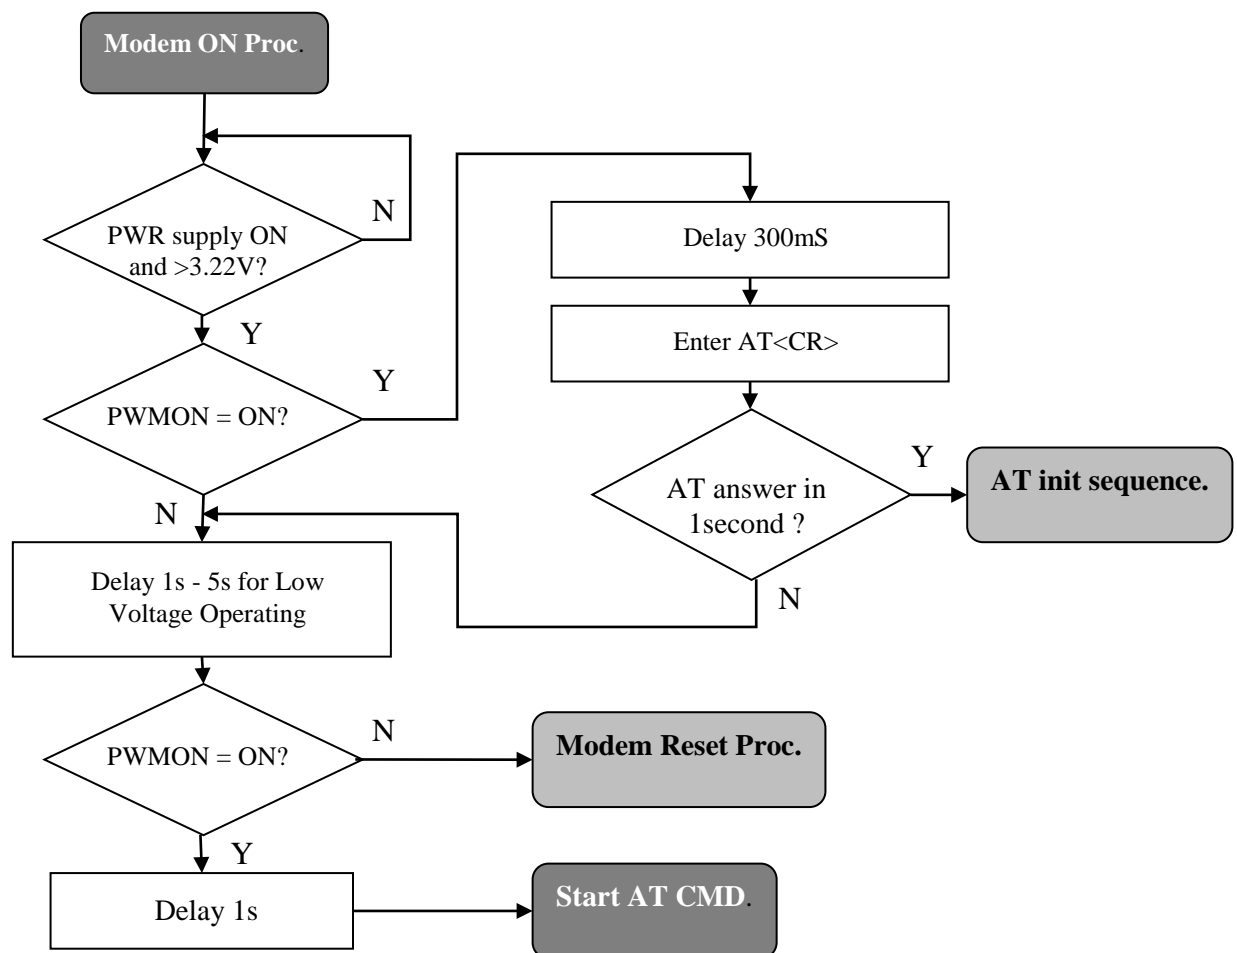 Modem ON Proc.
N
PWR supply ON
and >3.22V?
Y
Y
PWMON = ON?
Delay 300mS
Enter AT<CR>
AT answer in
1second ?
Y
AT init sequence.
N
N
Delay 1s - 5s for Low
Voltage Operating
PWMON = ON?
N
Modem Reset Proc.
Y
Delay 1s
Start AT CMD.